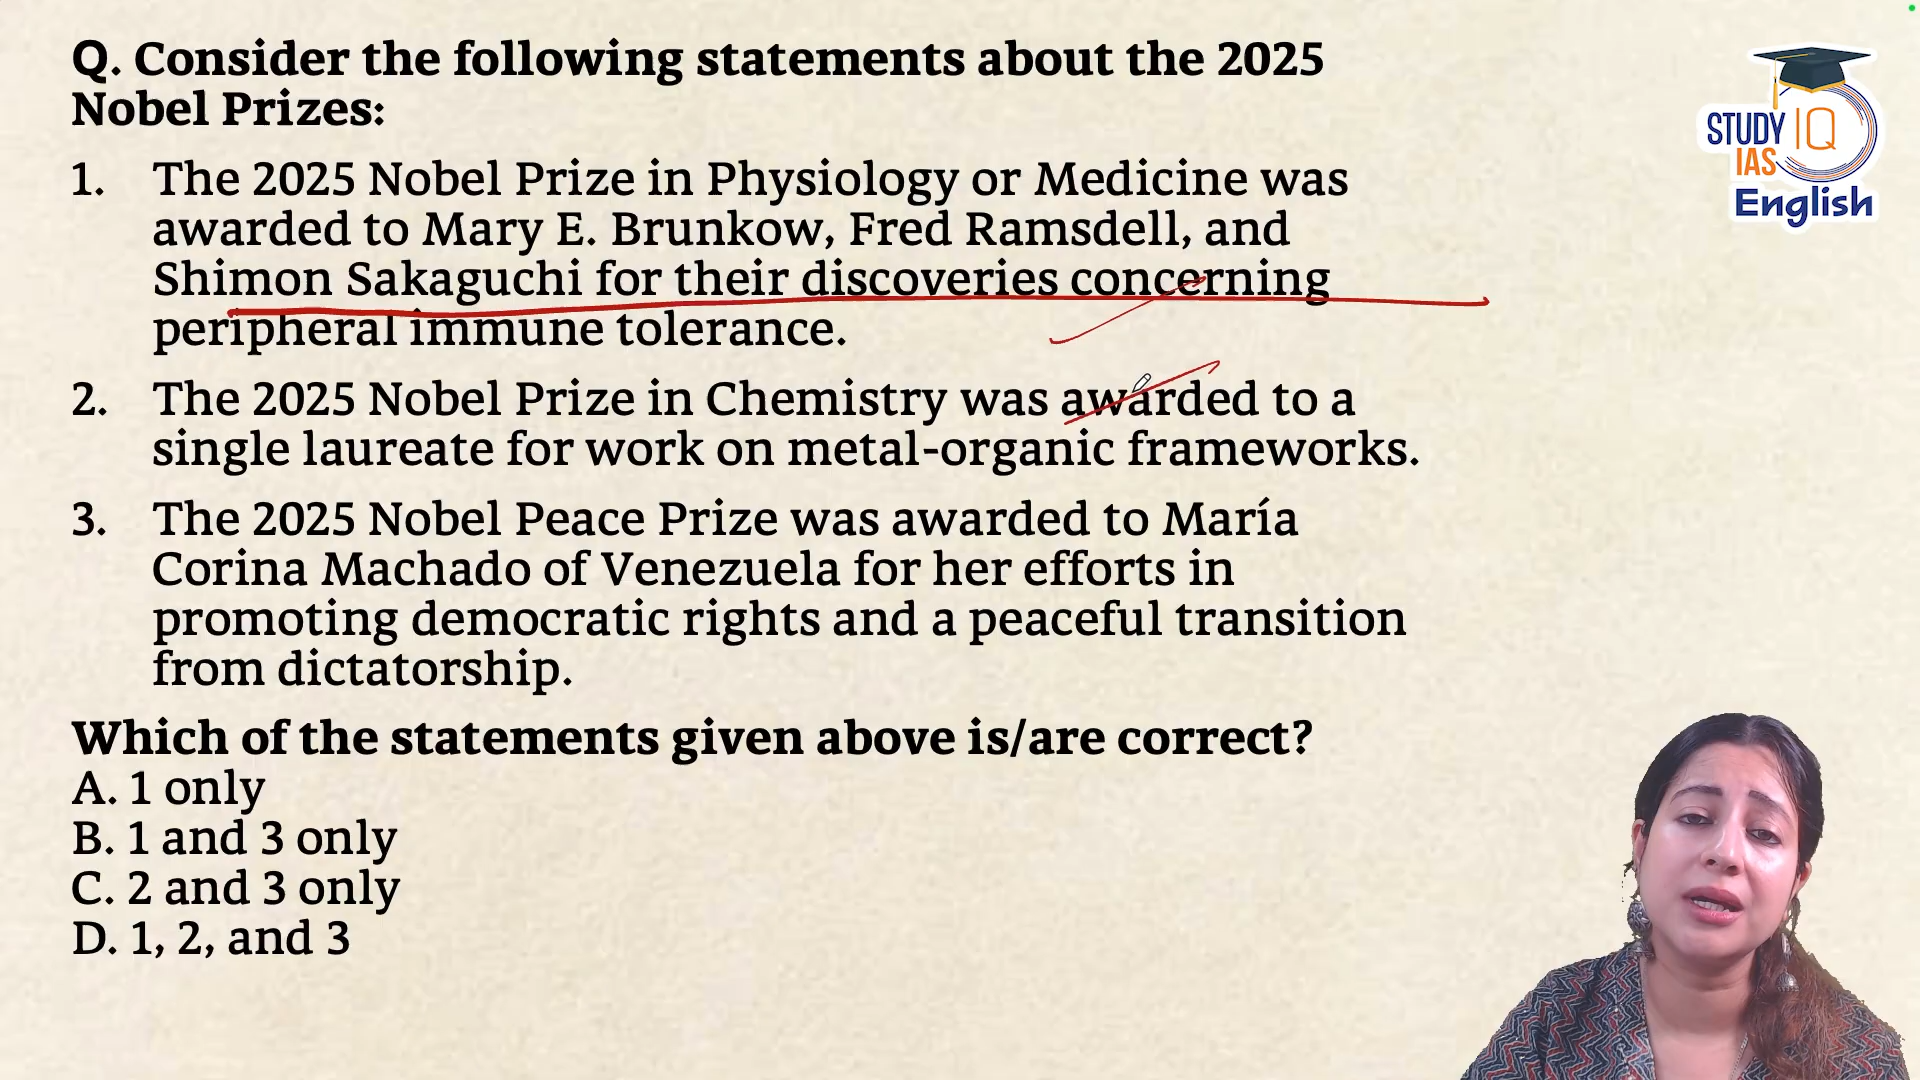 Q. Consider the following statements about the 2025
Nobel Prizes:
1. The 2025 Nobel Prize in Physiology or Medicine was
awarded to Mary E. Brunkow, Fred Ramsdell, and
Shimon Sakaguchi for their discoveries concerning
peripheral immune tolerance.
2. The 2025 Nobel Prize in Chemistry was awarded to a
single laureate for work on metal-organic frameworks.
3. The 2025 Nobel Peace Prize was awarded to María
Corina Machado of Venezuela for her efforts in
promoting democratic rights and a peaceful transition
from dictatorship.
Which of the statements given above is/are correct?
A. 1 only
B. 1 and 3 only
C. 2 and 3 only
D. 1, 2, and 3
STUDY IQ
IAS
English